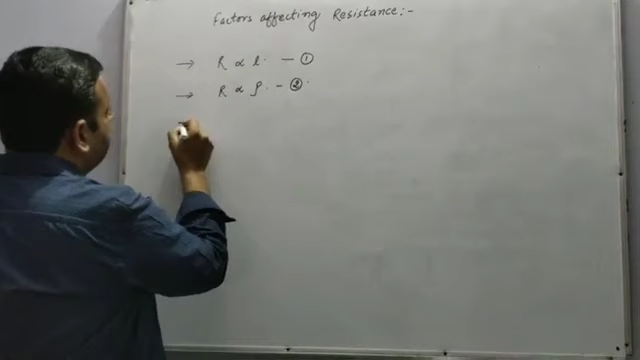 Factors affecting Resistance:-
→ R ∝ l. - ①
→ R ∝ ρ. - ②.